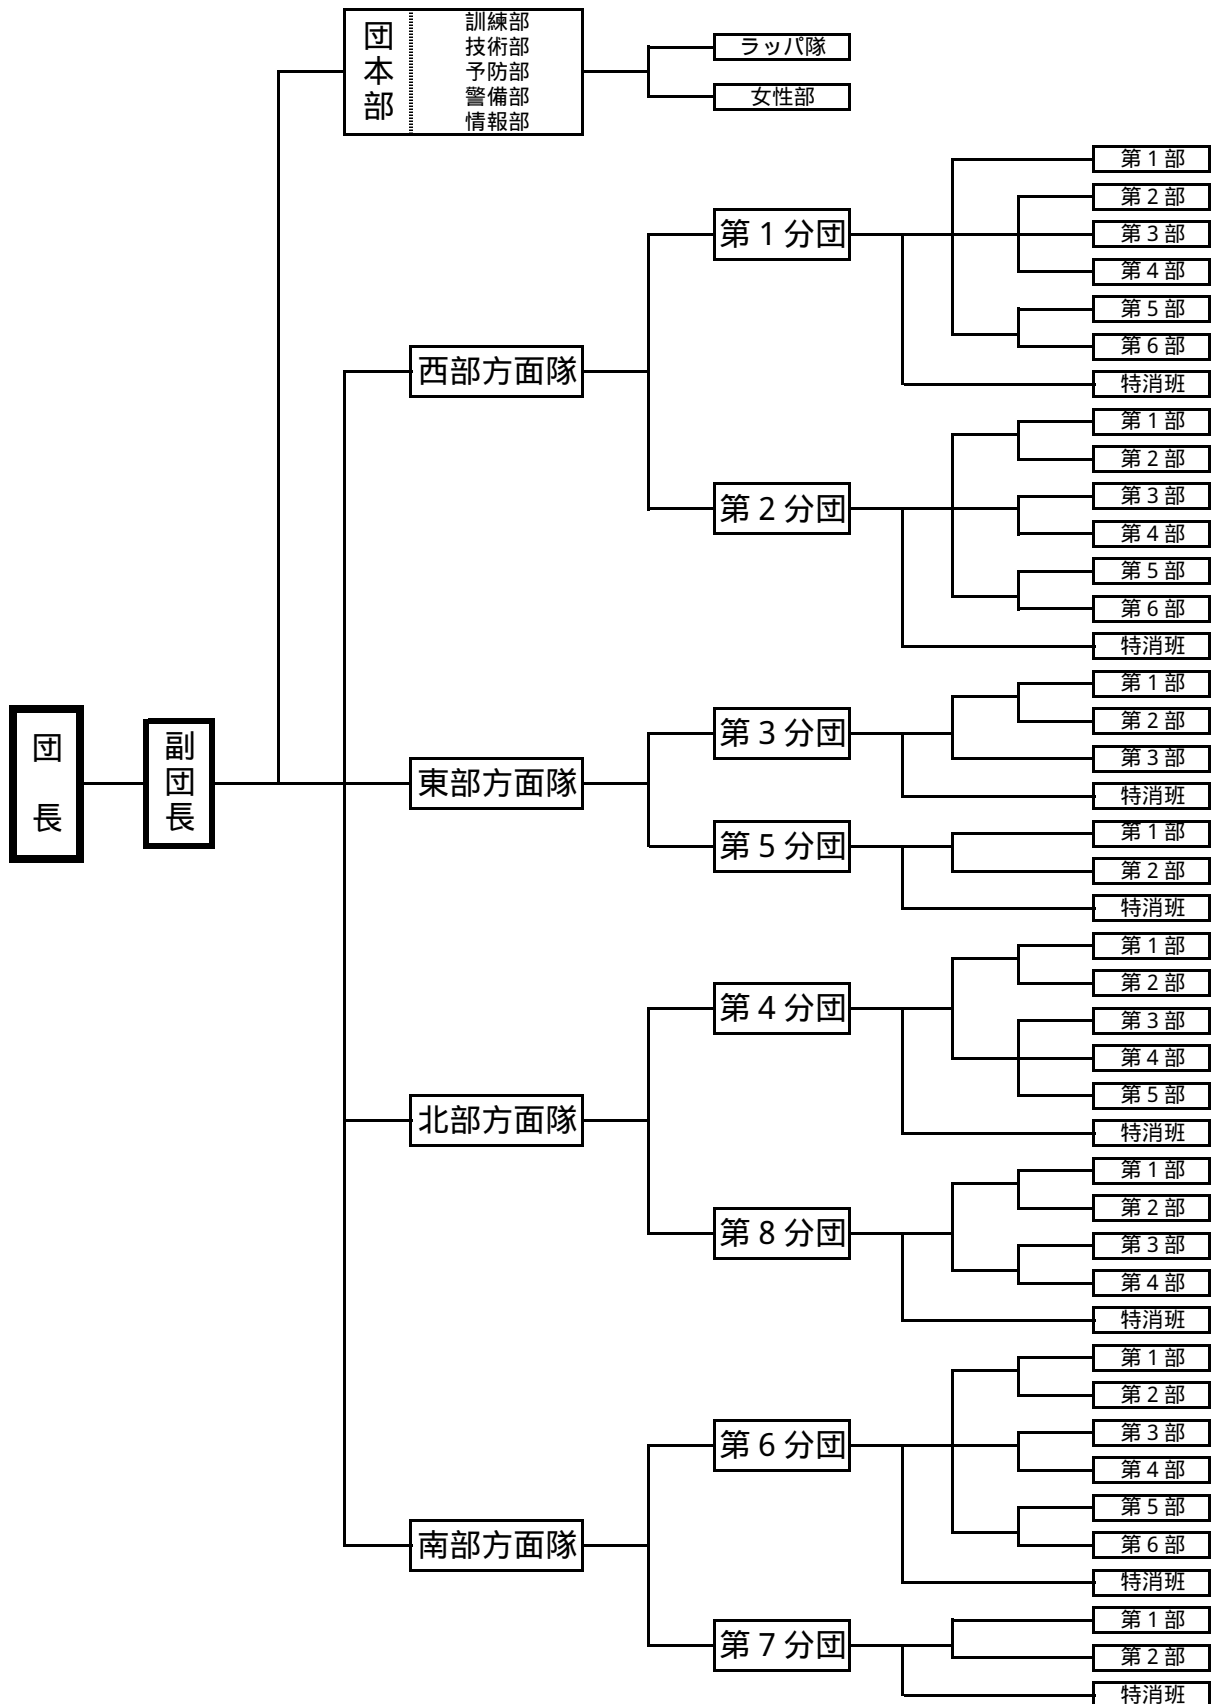 団本部
訓練部
技術部
予防部
警備部
情報部
ラッパ隊
女性部
団長
副団長
西部方面隊
第1分団
第1部
第2部
第3部
第4部
第5部
第6部
特消班
第2分団
第1部
第2部
第3部
第4部
第5部
第6部
特消班
東部方面隊
第3分団
第1部
第2部
第3部
特消班
第5分団
第1部
第2部
特消班
北部方面隊
第4分団
第1部
第2部
第3部
第4部
第5部
特消班
第8分団
第1部
第2部
第3部
第4部
特消班
南部方面隊
第6分団
第1部
第2部
第3部
第4部
第5部
第6部
特消班
第7分団
第1部
第2部
特消班